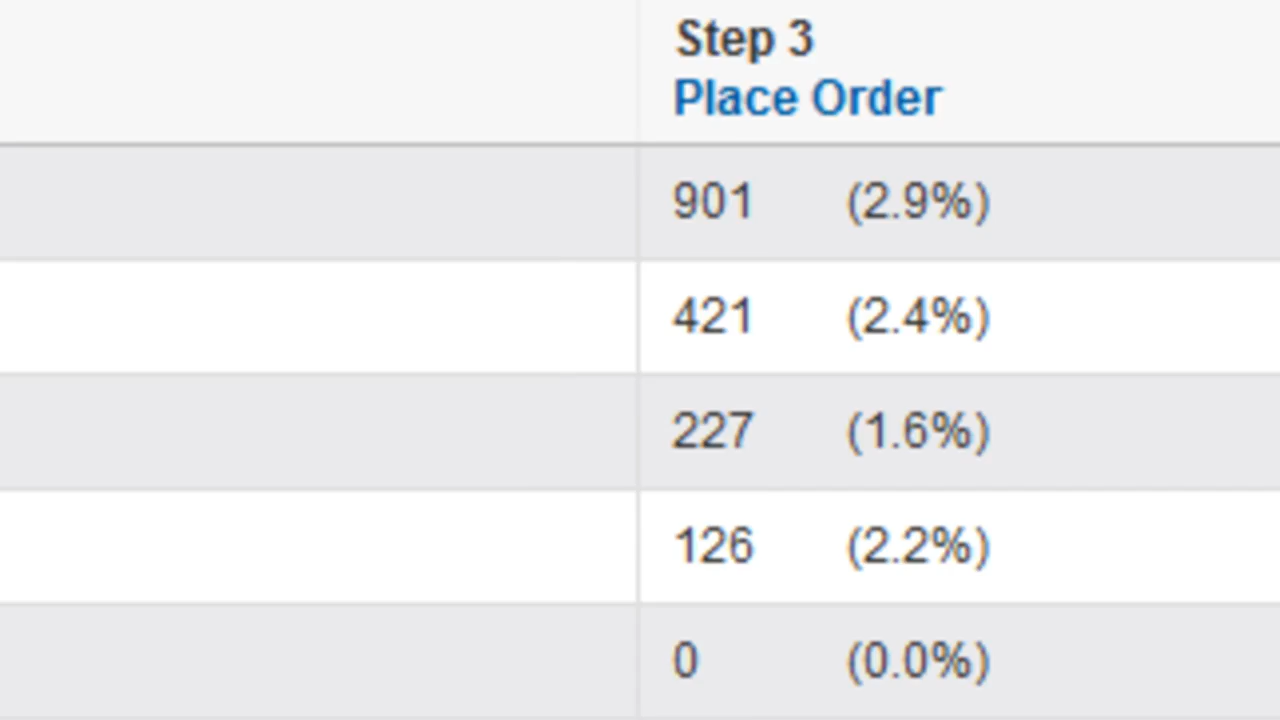 Step 3
Place Order
901 (2.9%)
421 (2.4%)
227 (1.6%)
126 (2.2%)
0 (0.0%)